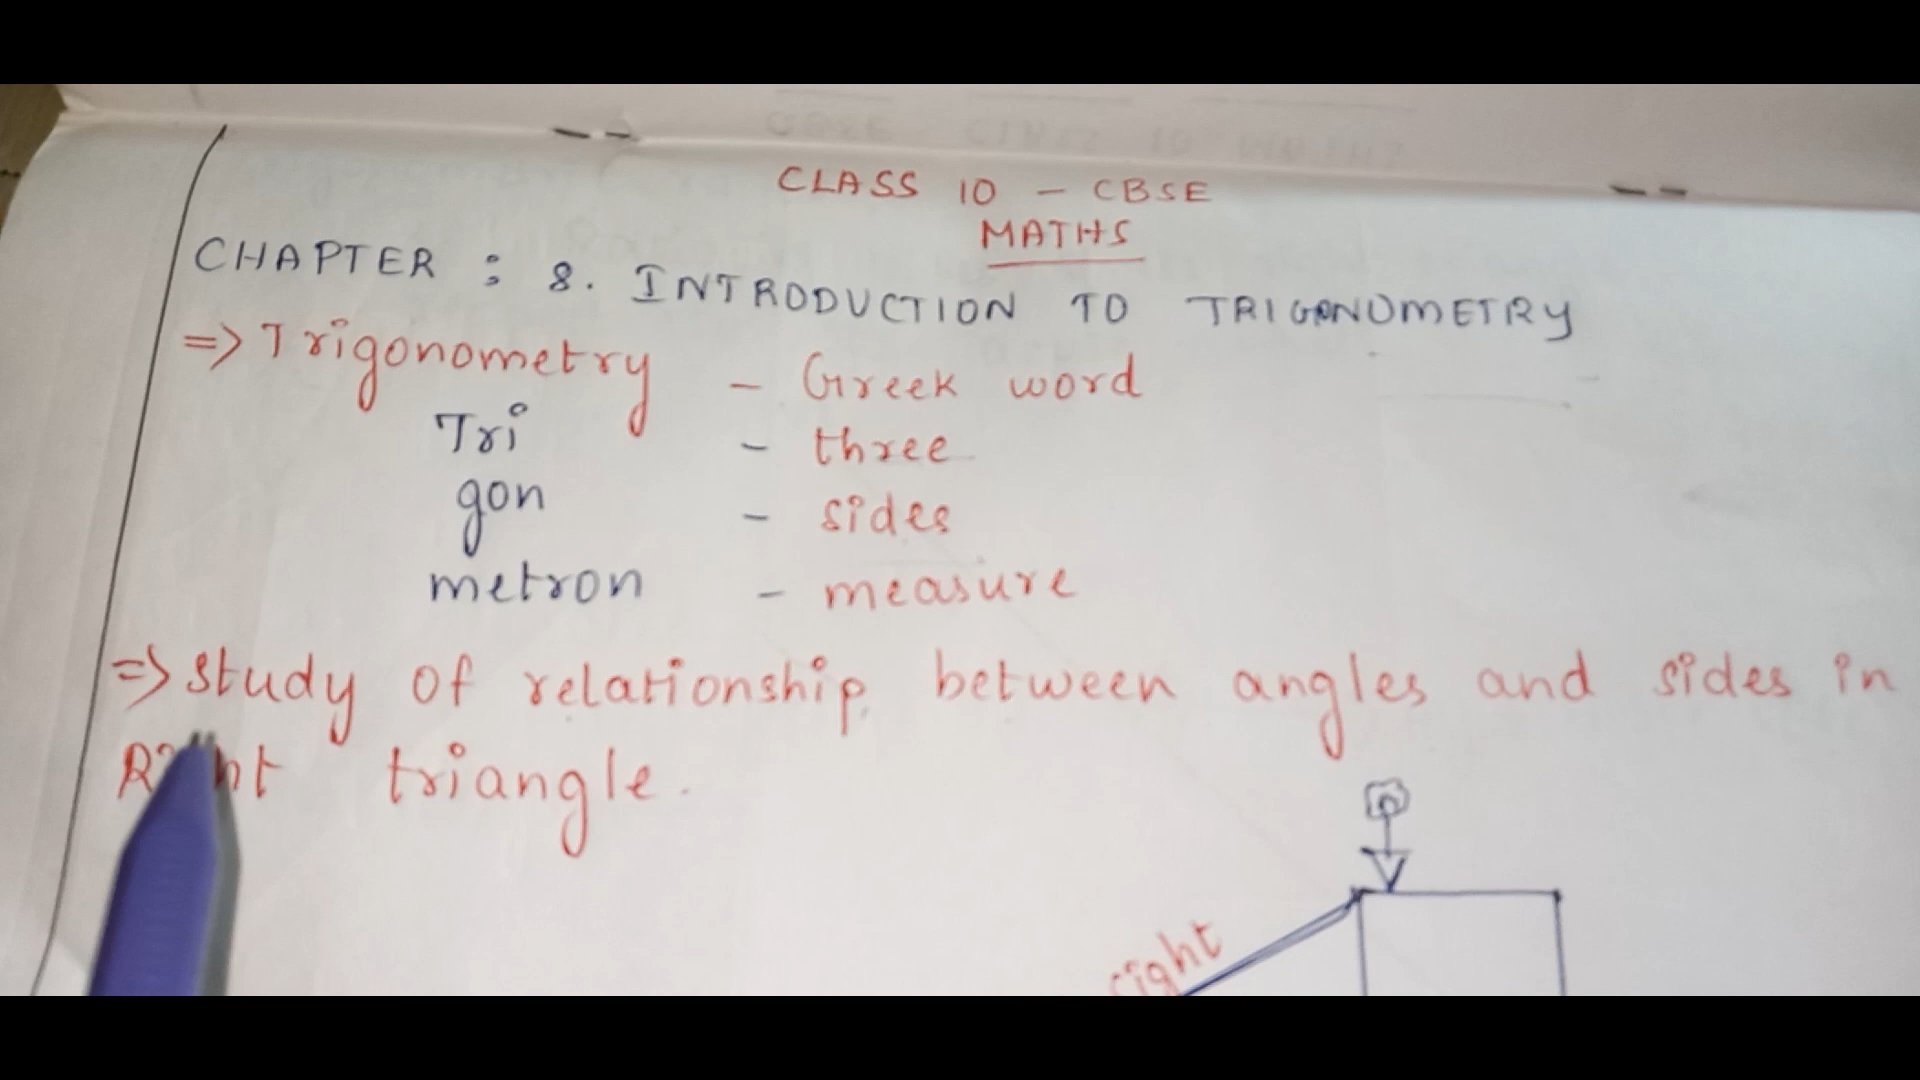 CLASS 10 - CBSE
MATHS
CHAPTER : 8. INTRODUCTION TO TRIGONOMETRY
=> Trigonometry - Greek word
Tri - three
gon - sides
metron - measure
=> Study of relationship between angles and sides in
triangle.